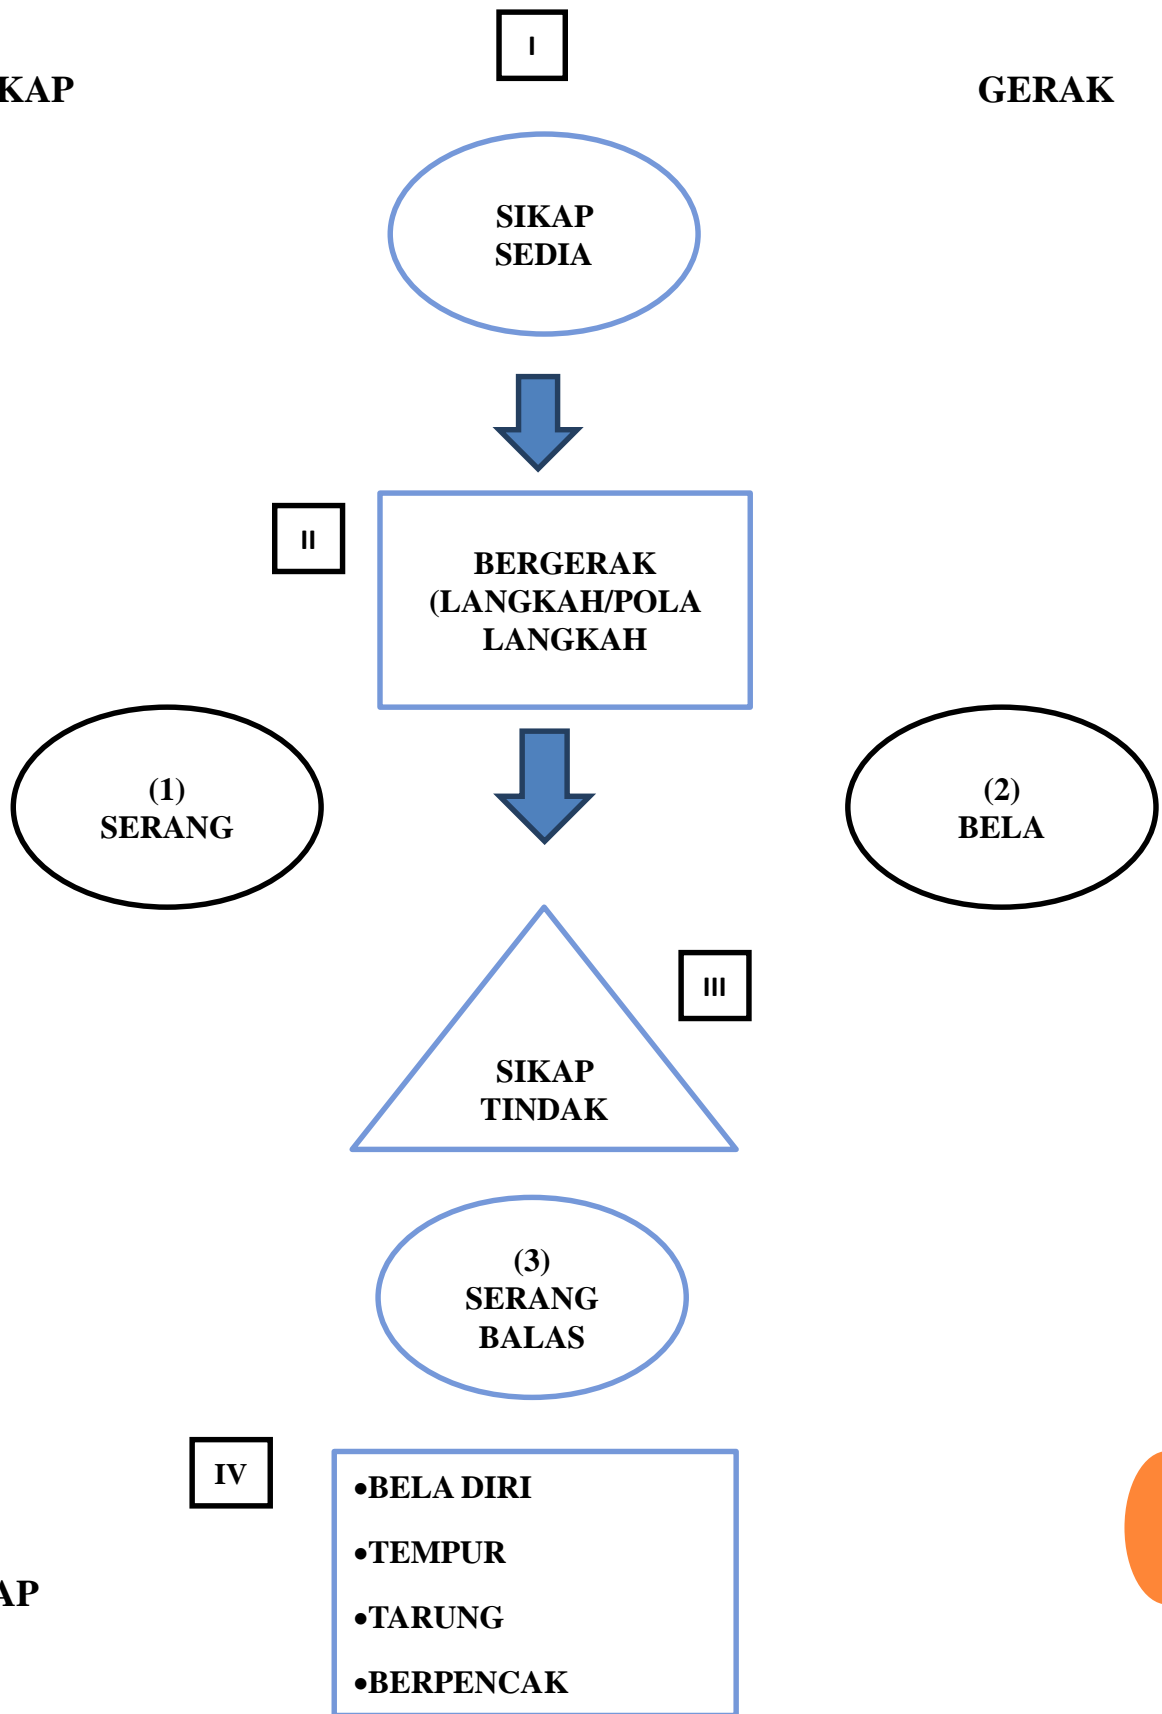 I
KAP
GERAK
SIKAP
SEDIA
II
BERGERAK
(LANGKAH/POLA
LANGKAH
(1)
SERANG
(2)
BELA
III
SIKAP
TINDAK
(3)
SERANG
BALAS
IV
•BELA DIRI
•TEMPUR
AP
•TARUNG
•BERPENCAK